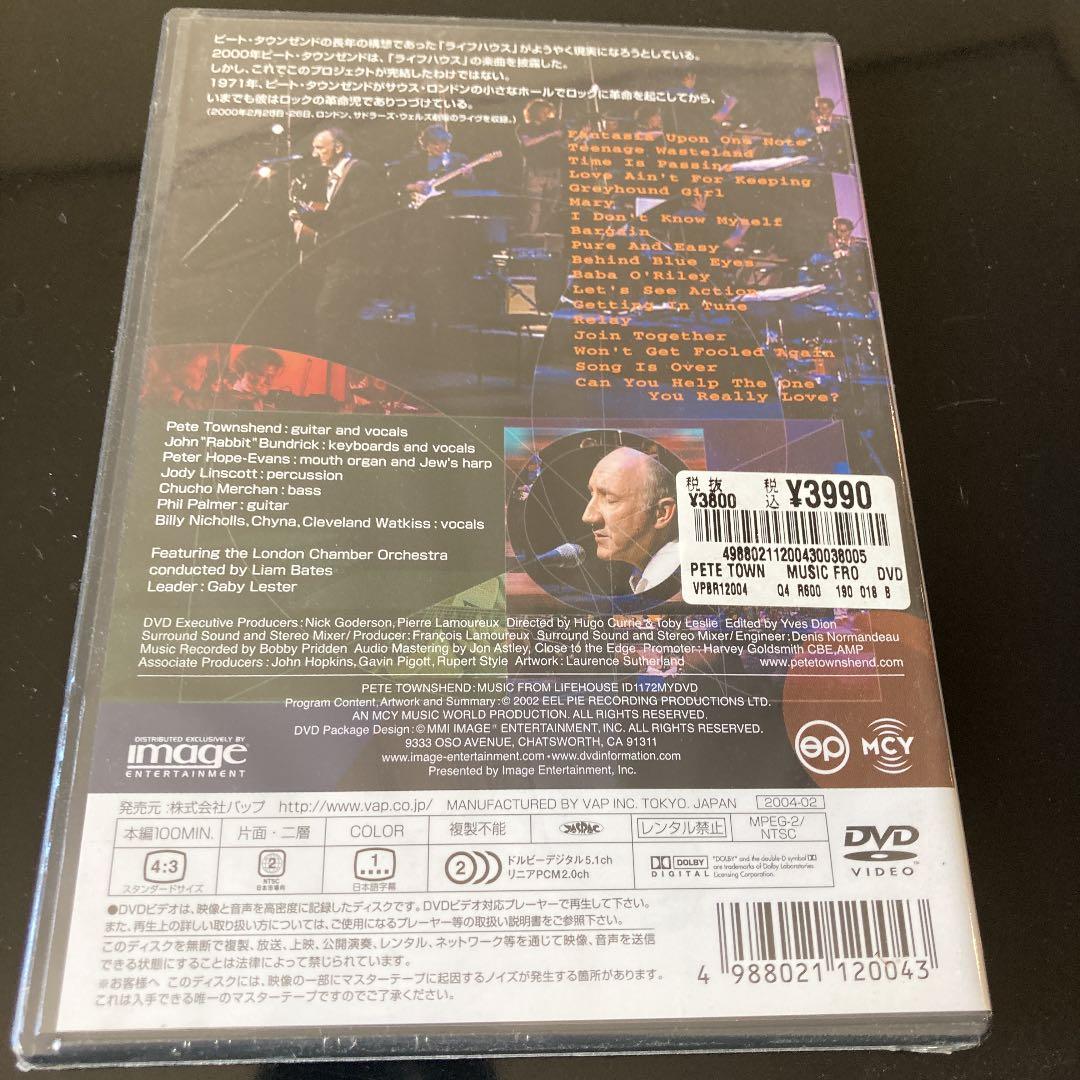 ピート・タウンゼンドの長年の構想であった「ライフハウス」がようやく現実になろうとしている。
2000年ピート・タウンゼンドは、「ライフハウス」の楽曲を披露した。
しかし、これでこのプロジェクトが完結したわけではない。
1971年、ピート・タウンゼンドがサウス・ロンドンの小さなホールでロックに革命を起こしてから、
いまでも彼はロックの革命児でありつづけている。
(2000年2月25日・26日、ロンドン、サドラーズ・ウェルズ劇場のライヴを収録。)
Fantasia Upon One Note
Teenage Wasteland
Time Is Passing
Love Ain't For Keeping
Greyhound Girl
Mary
I Don't Know Myself
Bargain
Pure And Easy
Behind Blue Eyes
Baba O'Riley
Let's See Action
Getting In Tune
Relay
Join Together
Won't Get Fooled Again
Song Is Over
Can You Help The One
You Really Love?
Pete Townshend : guitar and vocals
John "Rabbit" Bundrick : keyboards and vocals
Peter Hope-Evans : mouth organ and Jew's harp
Jody Linscott : percussion
Chucho Merchan : bass
Phil Palmer : guitar
Billy Nicholls, Chyna, Cleveland Watkiss : vocals
Featuring the London Chamber Orchestra
conducted by Liam Bates
Leader : Gaby Lester
税抜 ¥3800 税込 ¥3990
49880211200430038005
PETE TOWN MUSIC FRO DVD
VPBR12004 Q4 R600 190 018 B
DVD Executive Producers : Nick Goderson, Pierre Lamoureux Directed by Hugo Currie & Toby Leslie Edited by Yves Dion
Surround Sound and Stereo Mixer / Producer : François Lamoureux Surround Sound and Stereo Mixer / Engineer : Denis Normandeau
Music Recorded by Bobby Pridden Audio Mastering by Jon Astley, Close to the Edge Promoter : Harvey Goldsmith CBE, AMP
Associate Producers : John Hopkins, Gavin Pigott, Rupert Style Artwork : Laurence Sutherland www.petetownshend.com
PETE TOWNSHEND : MUSIC FROM LIFEHOUSE ID1172MYDVD
Program Content, Artwork and Summary : © 2002 EEL PIE RECORDING PRODUCTIONS LTD.
AN MCY MUSIC WORLD PRODUCTION. ALL RIGHTS RESERVED.
DVD Package Design : © MMI IMAGE® ENTERTAINMENT, INC. ALL RIGHTS RESERVED.
9333 OSO AVENUE, CHATSWORTH, CA 91311
www.image-entertainment.com • www.dvdinformation.com
Presented by Image Entertainment, Inc.
DISTRIBUTED EXCLUSIVELY BY
image
ENTERTAINMENT
ep
MCY
発売元：株式会社バップ http://www.vap.co.jp/ MANUFACTURED BY VAP INC. TOKYO. JAPAN 2004-02
本編100MIN. 片面・二層 COLOR 複製不能 JASRAC レンタル禁止 MPEG-2/NTSC
4:3 スタンダードサイズ
2 NTSC 日本市場向
1 日本語字幕
2 ドルビーデジタル5.1ch リニアPCM2.0ch
DOLBY DIGITAL
"DOLBY" and the double-D symbol are trademarks of Dolby Laboratories Licensing Corporation.
DVD VIDEO
●DVDビデオは、映像と音声を高密度に記録したディスクです。DVDビデオ対応プレーヤーで再生して下さい。
また、再生上の詳しい取り扱い方については、ご使用になるプレーヤー等の取扱い説明書をご参照下さい。
このディスクを無断で複製、放送、上映、公開演奏、レンタル、ネットワーク等を通じて映像、音声を送信
できる状態にすることは法律によって禁じられています。
※お客様へ このディスクには、映像の一部にマスターテープに起因するノイズが発生する箇所があります。
これは入手できる唯一のマスターテープですのでご了承ください。
4 988021 120043